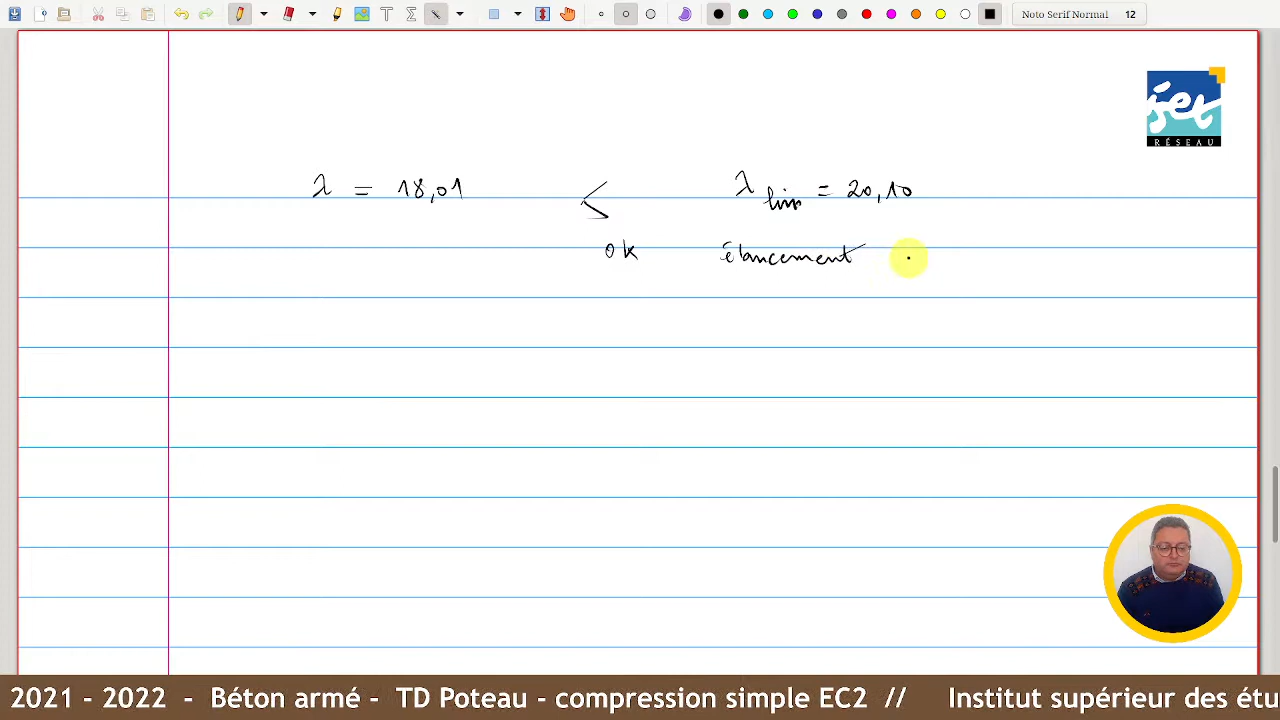 Noto Serif Normal 12
iset
RÉSEAU
λ = 18,01 < λ lim = 20,10
ok élancement
2021 - 2022 - Béton armé - TD Poteau - compression simple EC2 // Institut supérieur des étu